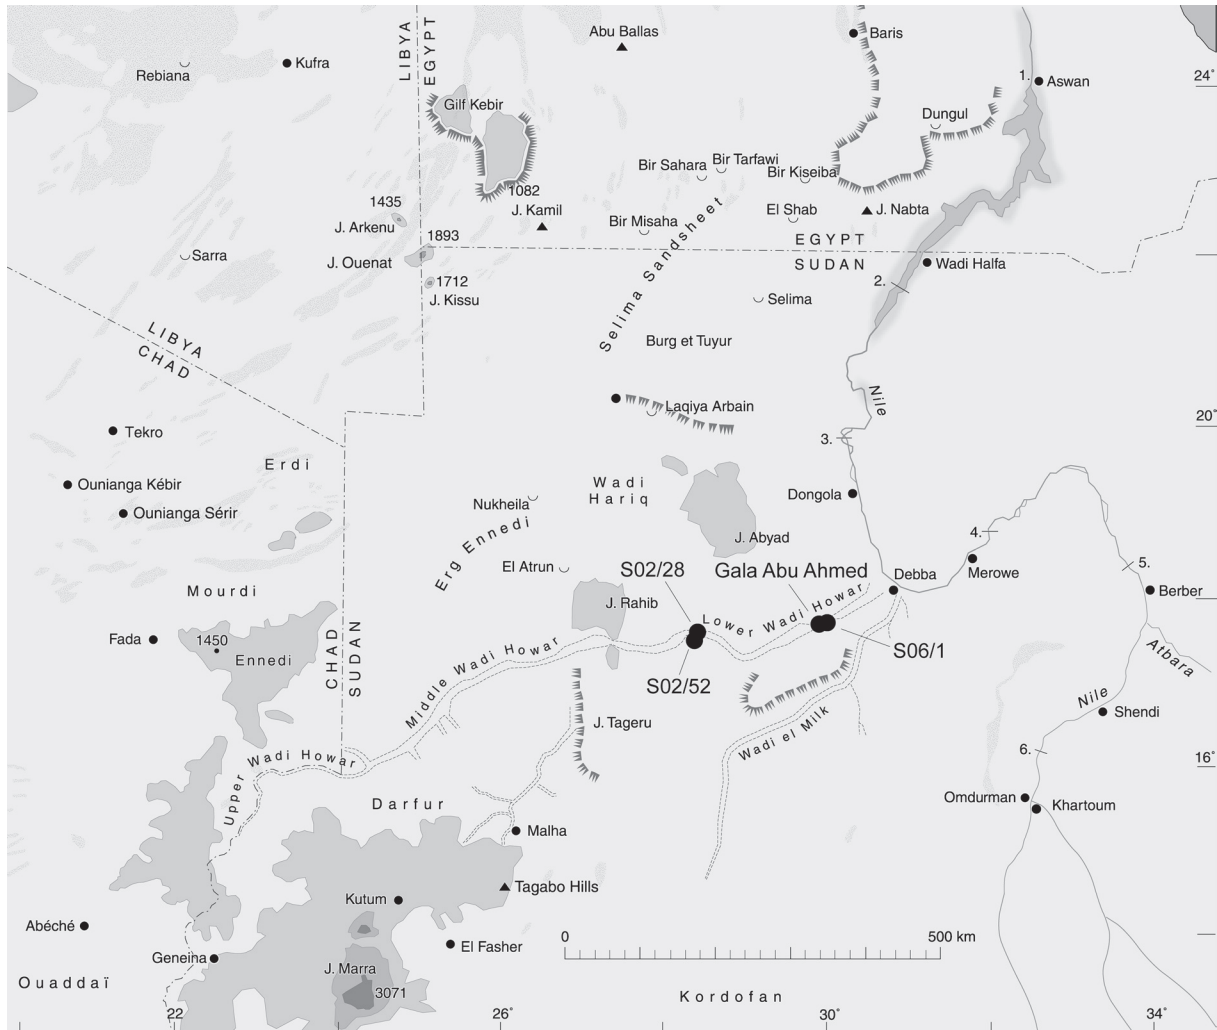 LIBYA
EGYPT
Abu Ballas
Baris
Rebiana
Kufra
1.
Aswan
24°
Gilf Kebir
Dungul
Bir Sahara
Bir Tarfawi
Bir Kiseiba
1082
J. Kamil
1435
J. Arkenu
Bir Misaha
El Shab
J. Nabta
1893
J. Ouenat
Sarra
EGYPT
SUDAN
Wadi Halfa
2.
1712
J. Kissu
Selima Sandsheet
Selima
LIBYA
CHAD
Burg et Tuyur
Nile
Laqiya Arbain
20°
3.
Tekro
Erdi
Ounianga Kébir
Ounianga Sérir
Wadi
Hariq
Nukheila
Dongola
Erg Ennedi
J. Abyad
4.
Merowe
5.
Berber
El Atrun
S02/28
Gala Abu Ahmed
Debba
Mourdi
J. Rahib
Lower Wadi Howar
Fada
1450
Ennedi
CHAD
SUDAN
Middle Wadi Howar
S02/52
S06/1
Atbara
Nile
Shendi
J. Tageru
Wadi el Milk
6.
Upper Wadi Howar
16°
Omdurman
Khartoum
Darfur
Malha
Tagabo Hills
Kutum
Abéché
El Fasher
0
500 km
Geneina
J. Marra
3071
Ouaddaï
Kordofan
22
26°
30°
34°